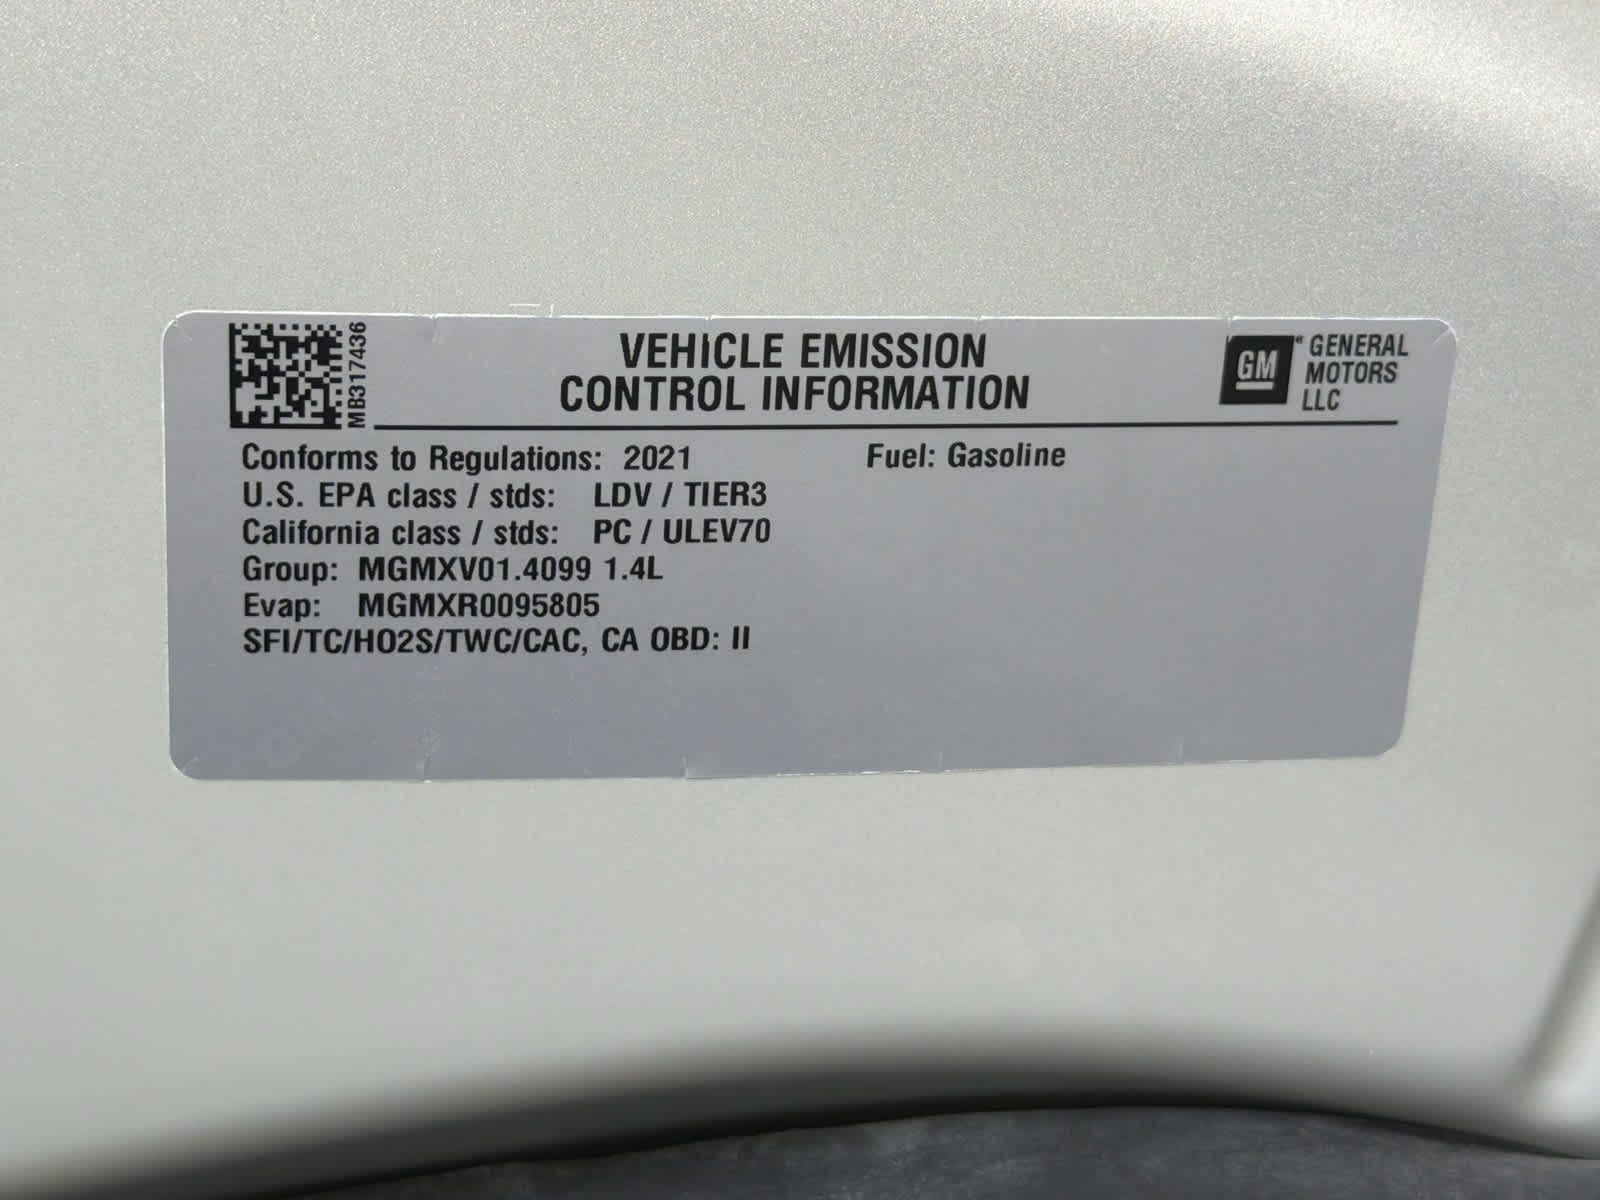 MB317436
VEHICLE EMISSION
CONTROL INFORMATION
GM
GENERAL
MOTORS
LLC
Conforms to Regulations: 2021
Fuel: Gasoline
U.S. EPA class / stds: LDV / TIER3
California class / stds: PC / ULEV70
Group: MGMXV01.4099 1.4L
Evap: MGMXR0095805
SFI/TC/HO2S/TWC/CAC, CA OBD: II